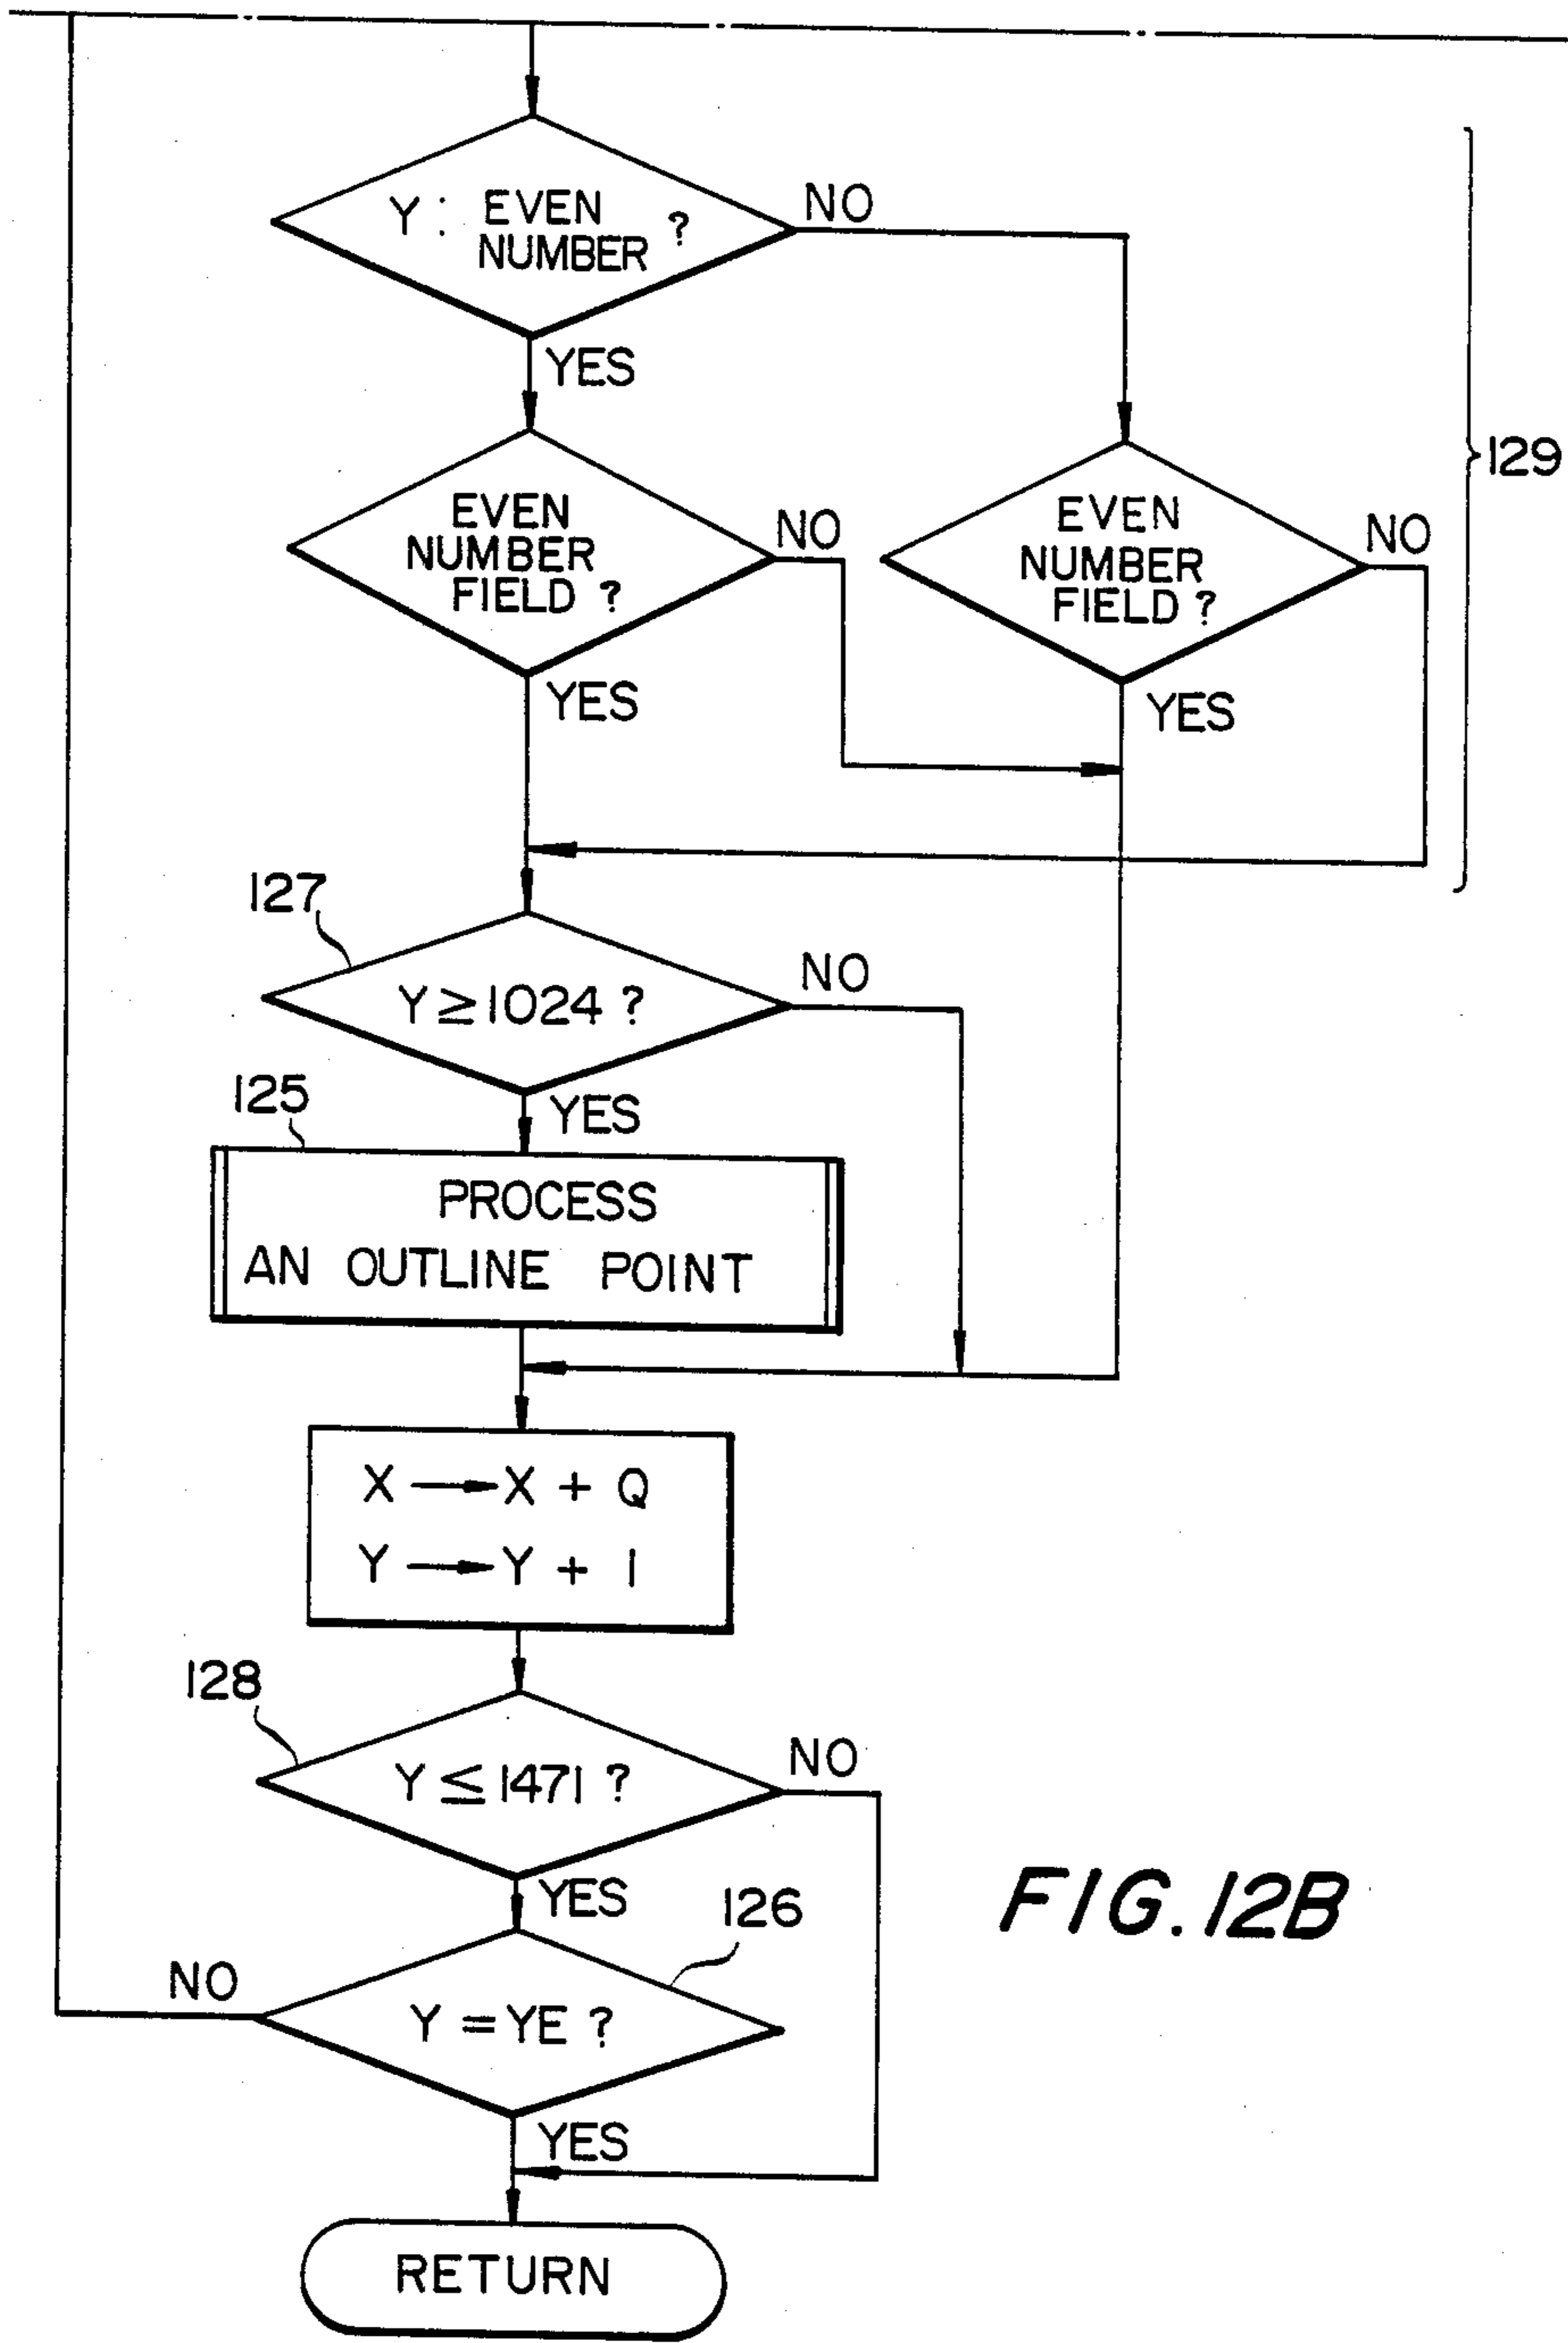 Y : EVEN NUMBER ?
NO
YES
EVEN
NUMBER
FIELD ?
NO
YES
EVEN
NUMBER
FIELD ?
NO
YES
129
127
Y ≥ 1024 ?
NO
YES
125
PROCESS
AN OUTLINE POINT
X → X + Q
Y → Y + 1
128
Y ≤ 1471 ?
NO
YES
126
NO
Y = YE ?
YES
RETURN
FIG. 12B